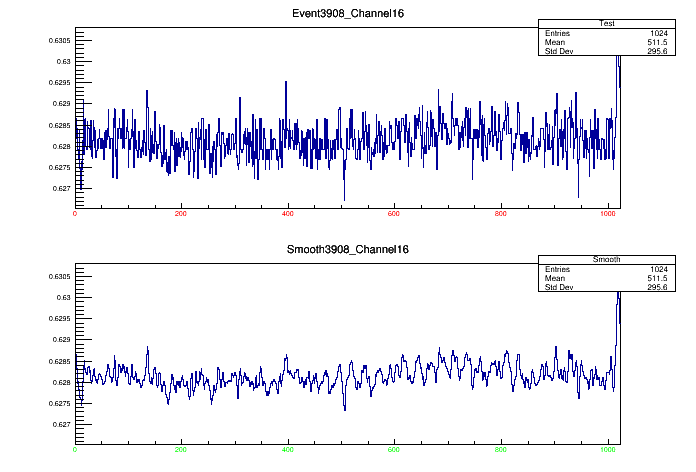 Event3908_Channel16
Test
Entries 1024
Mean 511.5
Std Dev 295.6
0.6305
0.63
0.6295
0.629
0.6285
0.628
0.6275
0.627
0 200 400 600 800 1000
Smooth3908_Channel16
Smooth
Entries 1024
Mean 511.5
Std Dev 295.6
0.6305
0.63
0.6295
0.629
0.6285
0.628
0.6275
0.627
0 200 400 600 800 1000